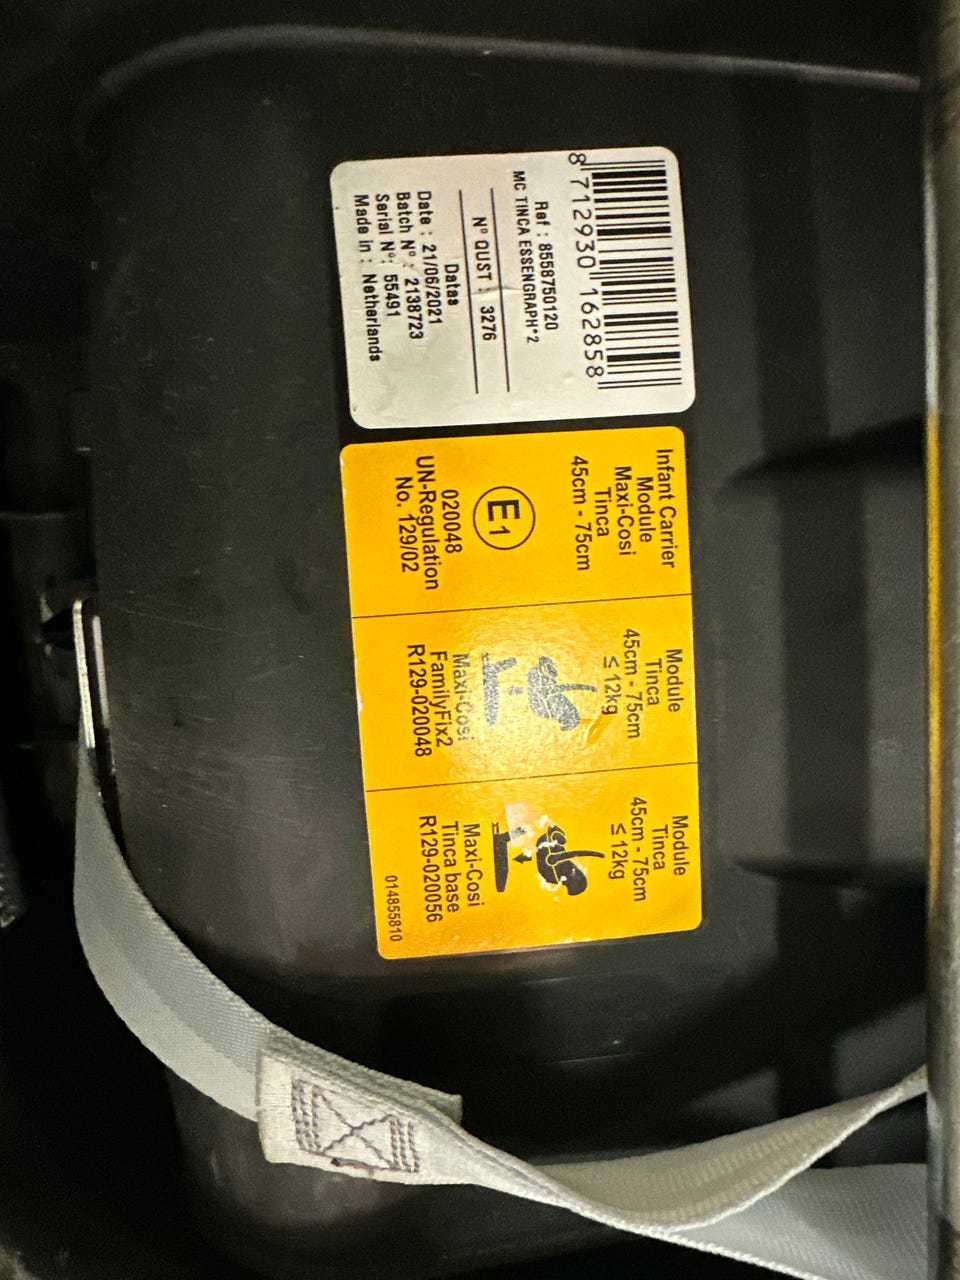 8 712930 162858
Ref : 8558750120
MC TINCA ESSENGRAPH*2
N° QUST : 3276
Datas
Date : 21/06/2021
Batch N° : 2138723
Serial N°: 55491
Made in : Netherlands
Infant Carrier
Module
Maxi-Cosi
Tinca
45cm - 75cm
E1
020048
UN-Regulation
No. 129/02
Module
Tinca
45cm - 75cm
≤ 12kg
Maxi-Cosi
FamilyFix2
R129-020048
Module
Tinca
45cm - 75cm
≤ 12kg
Maxi-Cosi
Tinca base
R129-020056
014855810